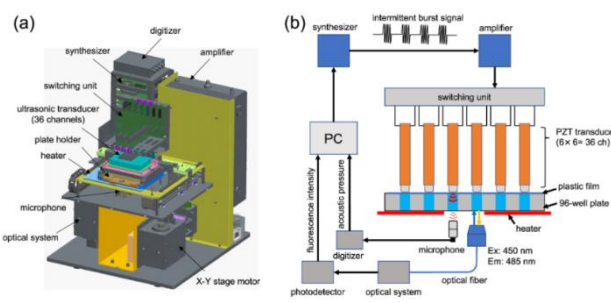 (a)
digitizer
synthesizer
amplifier
switching unit
ultrasonic transducer
(36 channels)
plate holder
heater
microphone
optical system
X-Y stage motor
(b)
synthesizer
intermittent burst signal
amplifier
switching unit
PC
PZT transducer
(6× 6= 36 ch)
fluorescence intensity
acoustic pressure
plastic film
96-well plate
heater
microphone
digitizer
Ex: 450 nm
Em: 485 nm
optical fiber
photodetector
optical system